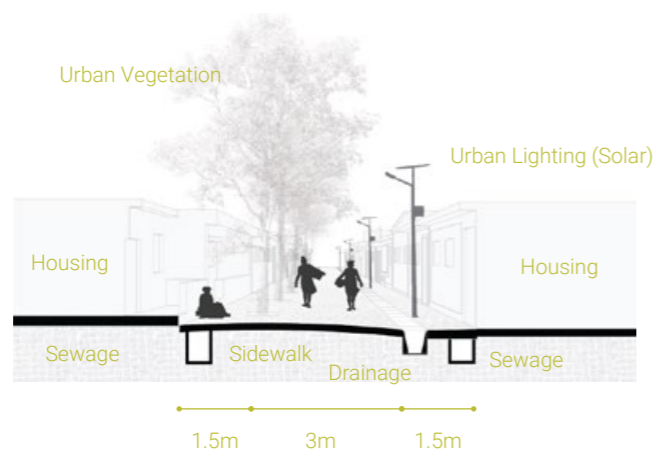 Urban Vegetation
Urban Lighting (Solar)
Housing
Housing
Sewage
Sidewalk
Drainage
Sewage
1.5m
3m
1.5m